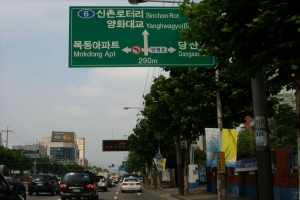 6 신촌로터리
Sinchon Rot
양화대교
Yanghwagyo(Br
목동아파트
Mokdong Apt
당산
290m